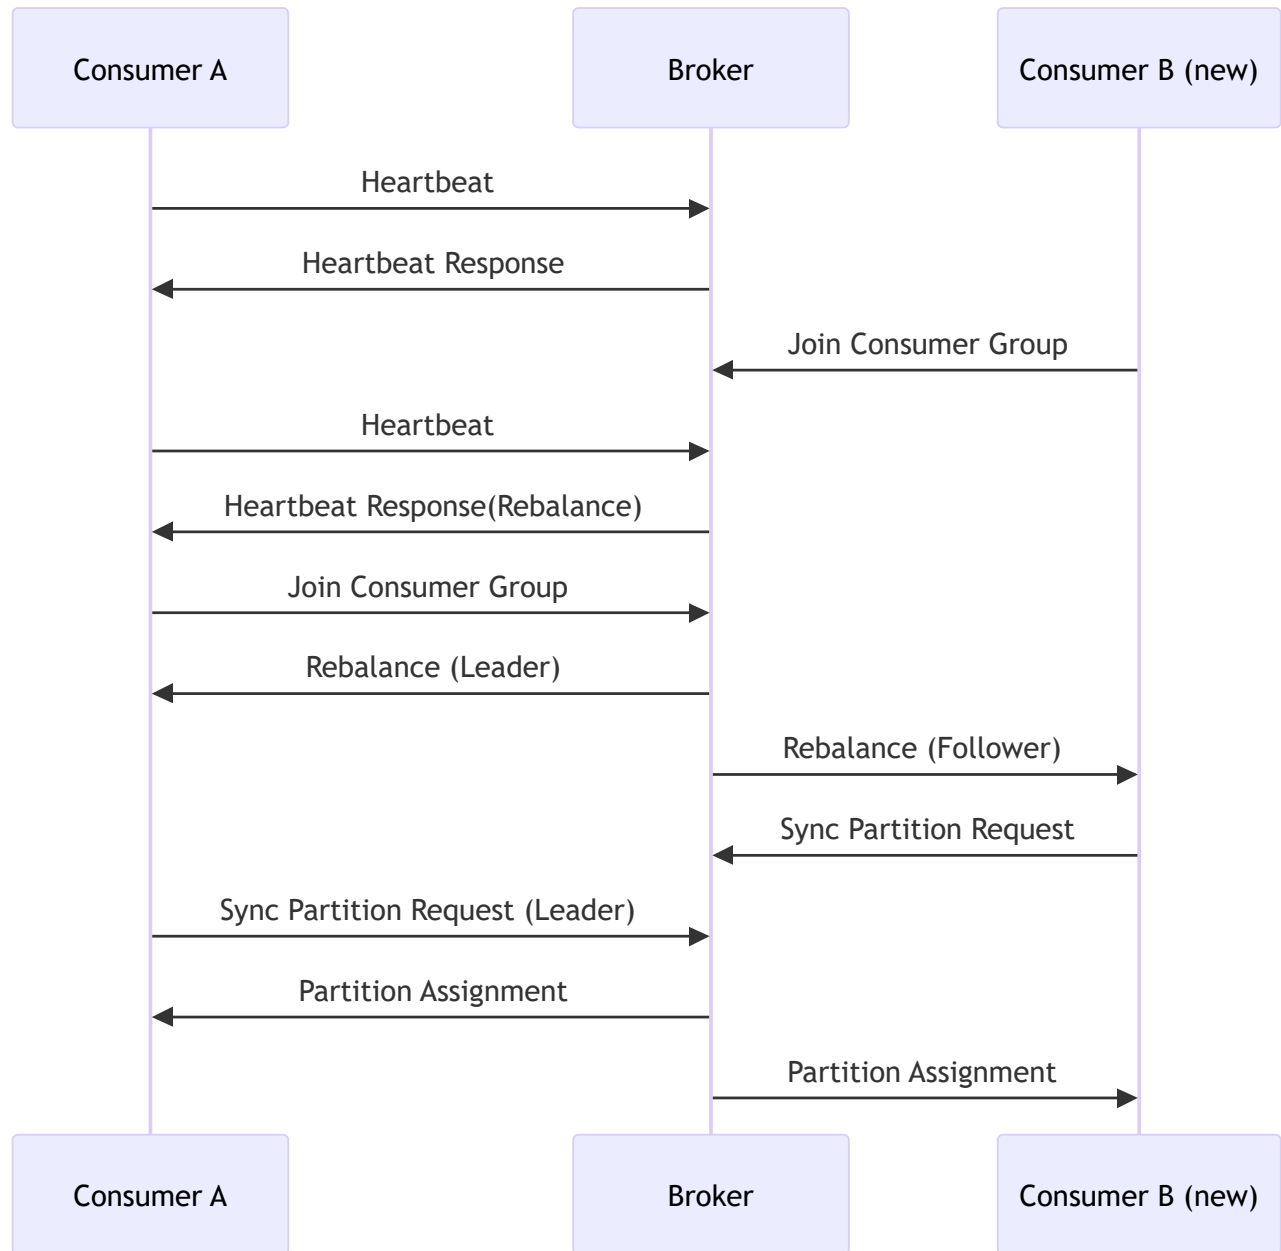 Consumer A
Broker
Consumer B (new)
Heartbeat
Heartbeat Response
Join Consumer Group
Heartbeat
Heartbeat Response(Rebalance)
Join Consumer Group
Rebalance (Leader)
Rebalance (Follower)
Sync Partition Request
Sync Partition Request (Leader)
Partition Assignment
Partition Assignment
Consumer A
Broker
Consumer B (new)